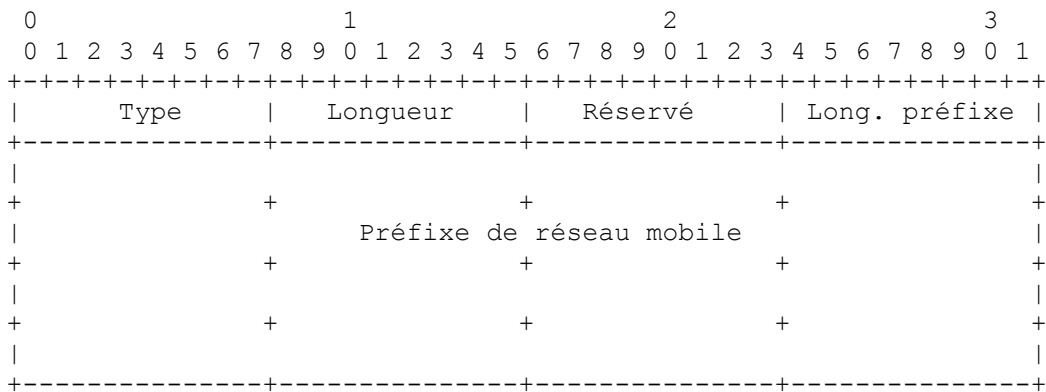 0 1 2 3
0 1 2 3 4 5 6 7 8 9 0 1 2 3 4 5 6 7 8 9 0 1 2 3 4 5 6 7 8 9 0 1
+-+-+-+-+-+-+-+-+-+-+-+-+-+-+-+-+-+-+-+-+-+-+-+-+-+-+-+-+-+-+-+-+
| Type | Longueur | Réservé | Long. préfixe |
+---------------+---------------+---------------+---------------+
| |
+ + + + +
| Préfixe de réseau mobile |
+ + + + +
| |
+ + + + +
| |
+---------------+---------------+---------------+---------------+